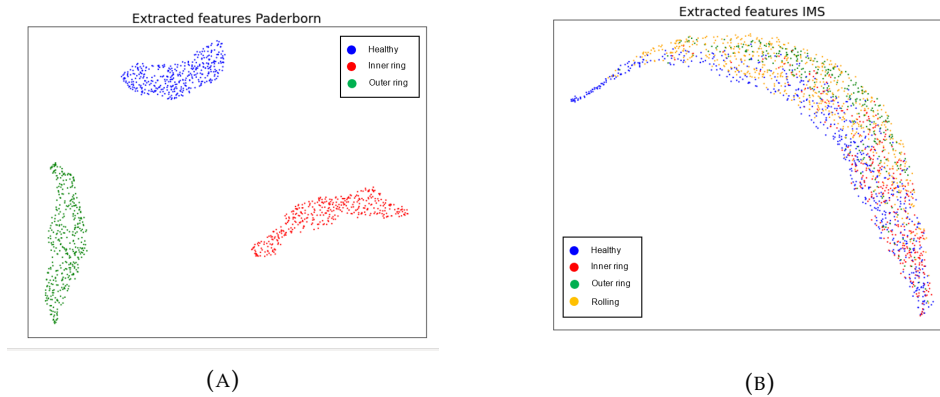 Extracted features Paderborn
Healthy
Inner ring
Outer ring
(A)
Extracted features IMS
Healthy
Inner ring
Outer ring
Rolling
(B)